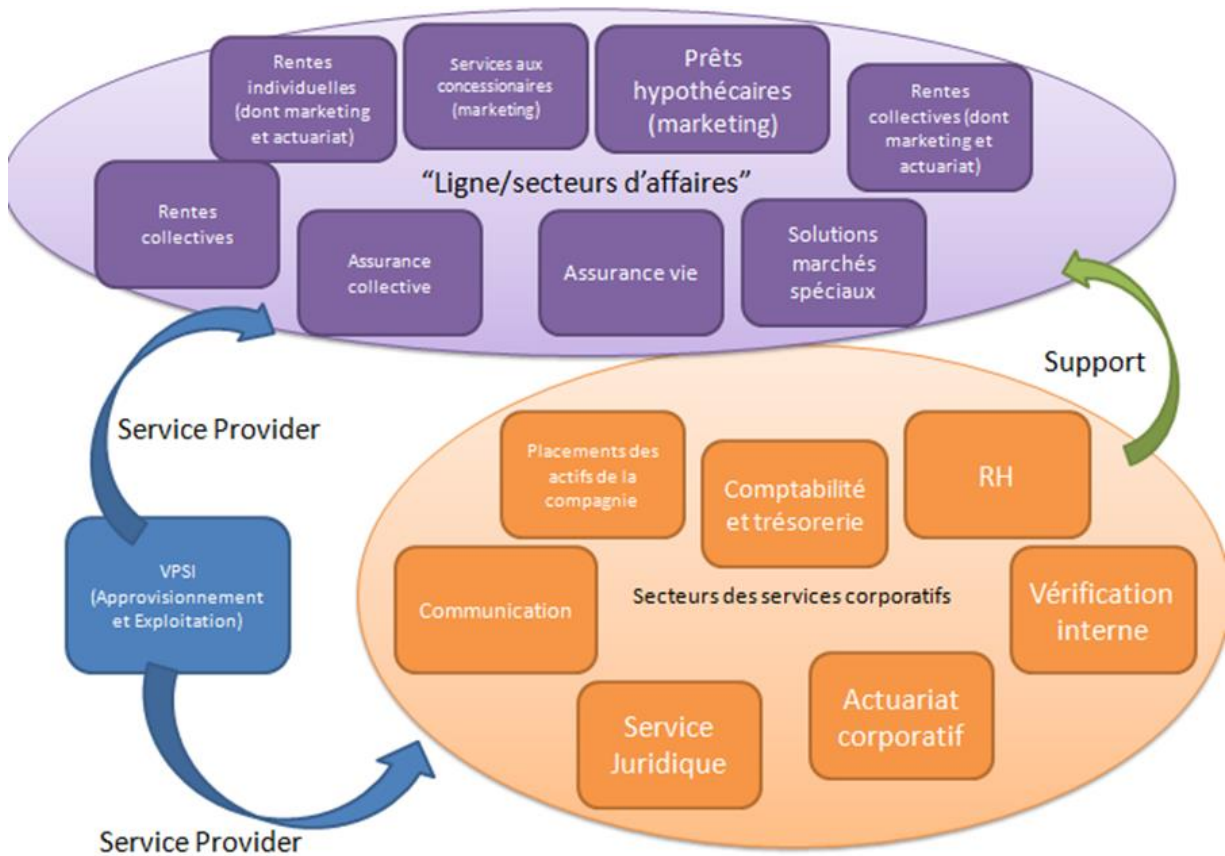 Rentes
individuelles
(dont marketing
et actuariat)
Services aux
concessionaires
(marketing)
Prêts
hypothécaires
(marketing)
Rentes
collectives (dont
marketing et
actuariat)
“Ligne/secteurs d’affaires”
Rentes
collectives
Assurance
collective
Assurance vie
Solutions
marchés
spéciaux
Support
Service Provider
Placements des
actifs de la
compagnie
Comptabilité
et trésorerie
RH
VPSI
(Approvisionnement
et Exploitation)
Communication
Secteurs des services corporatifs
Vérification
interne
Service
Juridique
Actuariat
corporatif
Service Provider